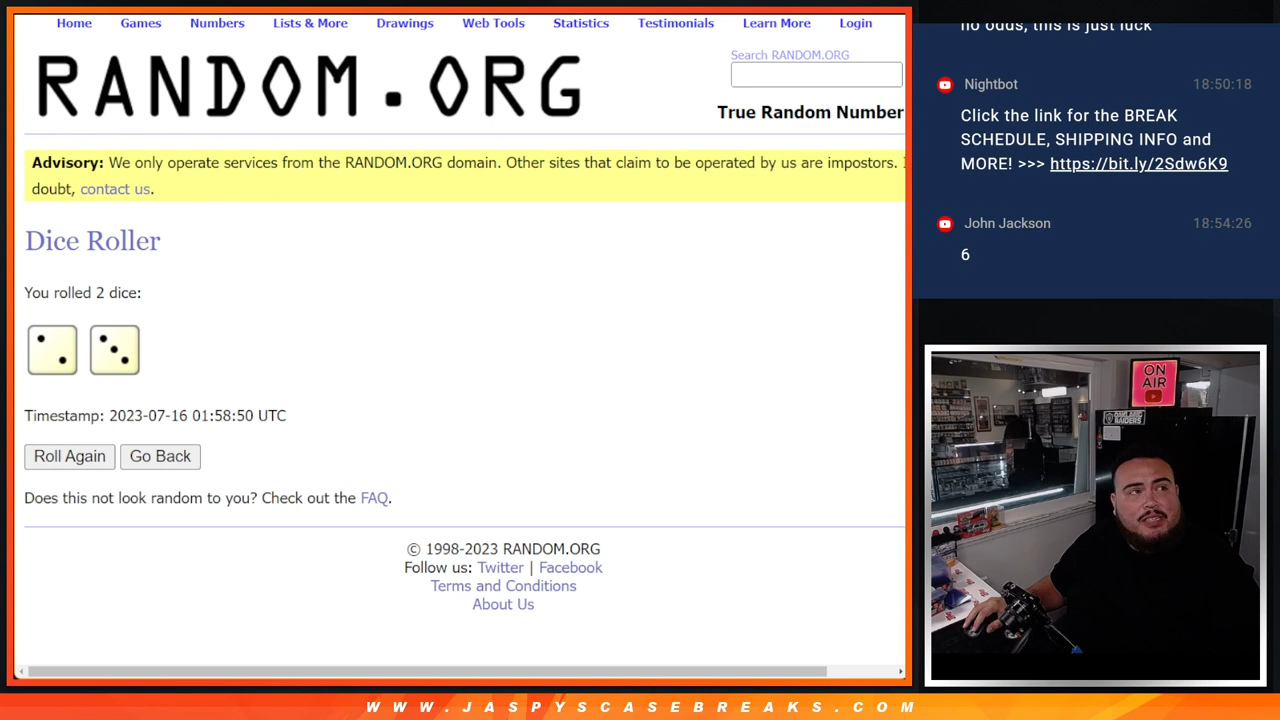 Home Games Numbers Lists & More Drawings Web Tools Statistics Testimonials Learn More Login
RANDOM.ORG
Search RANDOM.ORG
True Random Number
Advisory: We only operate services from the RANDOM.ORG domain. Other sites that claim to be operated by us are impostors.
doubt, contact us.
Dice Roller
You rolled 2 dice:
Timestamp: 2023-07-16 01:58:50 UTC
Roll Again Go Back
Does this not look random to you? Check out the FAQ.
© 1998-2023 RANDOM.ORG
Follow us: Twitter | Facebook
Terms and Conditions
About Us
no odds, this is just luck
Nightbot 18:50:18
Click the link for the BREAK
SCHEDULE, SHIPPING INFO and
MORE! >>> https://bit.ly/2Sdw6K9
John Jackson 18:54:26
6
ON
AIR
OAKLAND
RAIDERS
WWW.JASPYSCASEBREAKS.COM